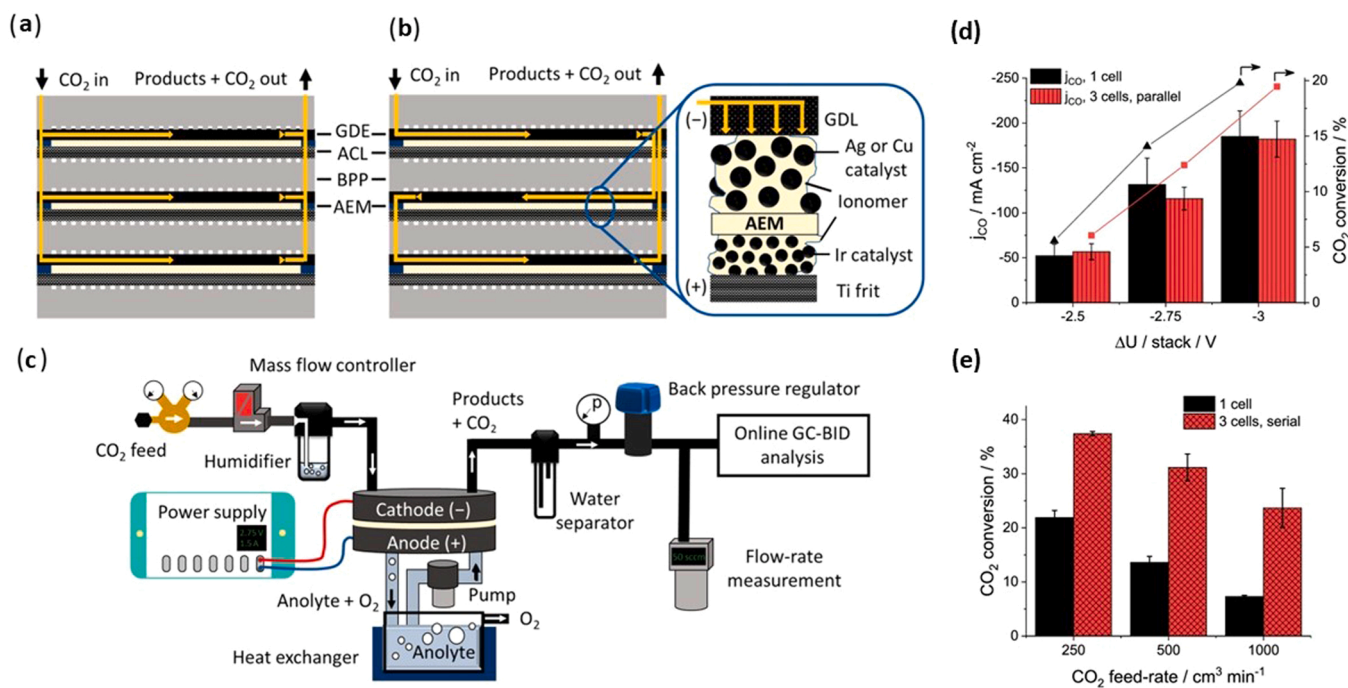 (a)
CO₂ in
Products + CO₂ out
GDE
ACL
BPP
AEM
(b)
CO₂ in
Products + CO₂ out
(−)
GDL
Ag or Cu
catalyst
Ionomer
AEM
Ir catalyst
(+)
Ti frit
(c)
Mass flow controller
CO₂ feed
Humidifier
Power supply
2.75 V
1.5 A
Cathode (−)
Anode (+)
Products
+ CO₂
Pump
Anolyte + O₂
O₂
Heat exchanger
Anolyte
Water
separator
p
Back pressure regulator
Online GC-BID
analysis
50 sccm
Flow-rate
measurement
(d)
j_CO, 1 cell
j_CO, 3 cells, parallel
j_CO / mA cm⁻²
-250
-200
-150
-100
-50
0
-2.5
-2.75
-3
ΔU / stack / V
20
15
10
5
0
CO₂ conversion / %
(e)
1 cell
3 cells, serial
CO₂ conversion / %
40
30
20
10
0
250
500
1000
CO₂ feed-rate / cm³ min⁻¹